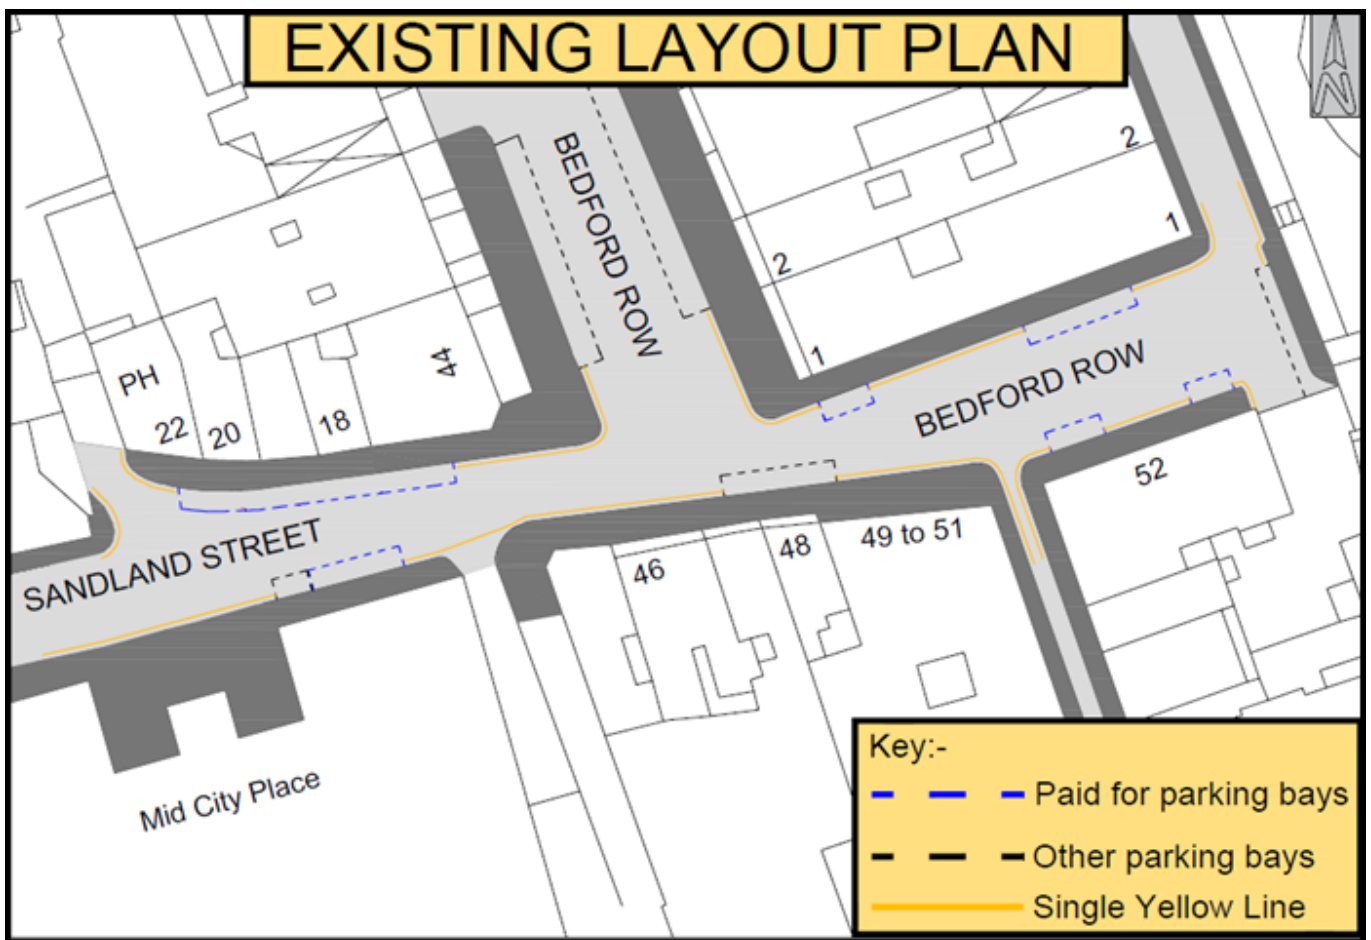 EXISTING LAYOUT PLAN
N
BEDFORD ROW
2
2
1
1
44
PH
22
20
18
BEDFORD ROW
52
SANDLAND STREET
46
48
49 to 51
Mid City Place
Key:-
Paid for parking bays
Other parking bays
Single Yellow Line